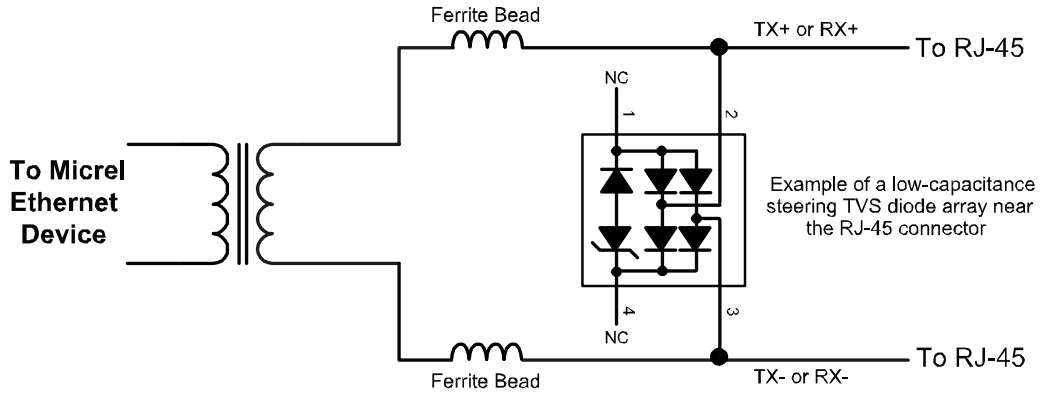 Ferrite Bead
TX+ or RX+
To RJ-45
NC
1
2
To Micrel
Ethernet
Device
Example of a low-capacitance
steering TVS diode array near
the RJ-45 connector
4
3
NC
To RJ-45
Ferrite Bead
TX- or RX-